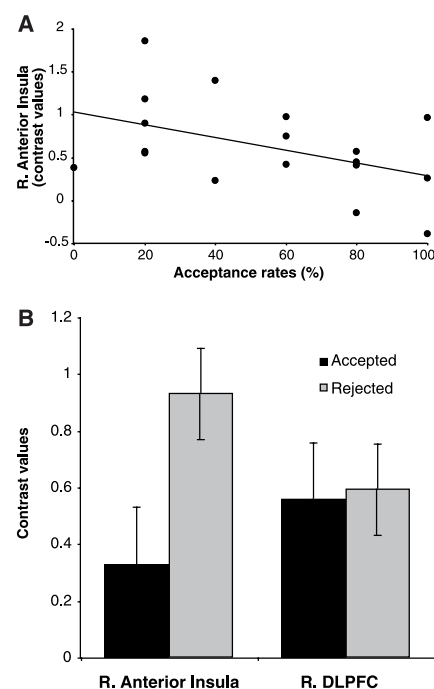 A
R. Anterior Insula
(contrast values)
2
1.5
1
0.5
0
-0.5
0
20
40
60
80
100
Acceptance rates (%)
B
Contrast values
1.2
1
0.8
0.6
0.4
0.2
0
Accepted
Rejected
R. Anterior Insula
R. DLPFC